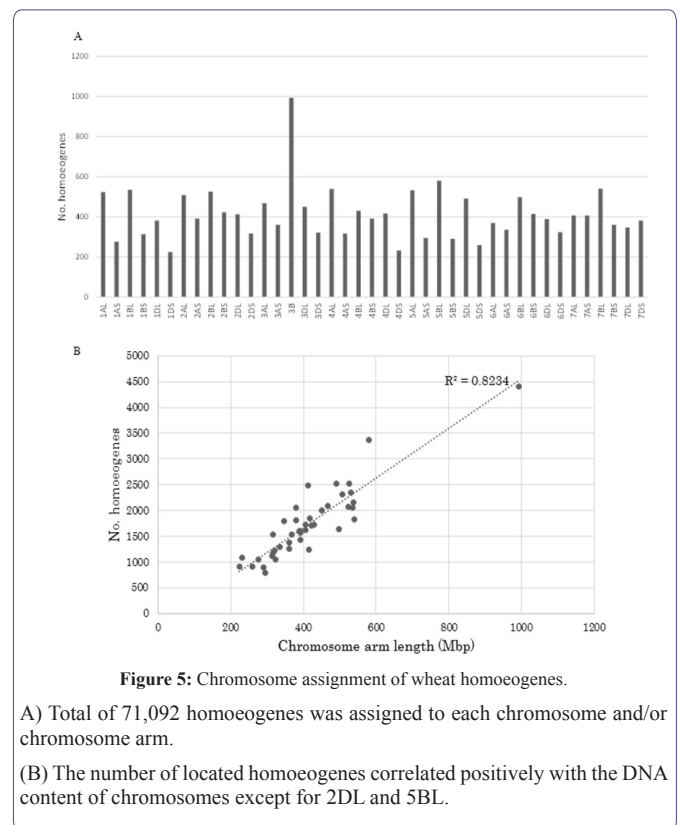 A
1200
1000
800
600
400
200
0
No. homoeogenes
1AL 1AS 1BL 1BS 1DL 1DS 2AL 2AS 2BL 2BS 2DL 2DS 3AL 3AS 3B 3DL 3DS 4AL 4AS 4BL 4BS 4DL 4DS 5AL 5AS 5BL 5BS 5DL 5DS 6AL 6AS 6BL 6BS 6DL 6DS 7AL 7AS 7BL 7BS 7DL 7DS
B
5000
4500
4000
3500
3000
2500
2000
1500
1000
500
0
No. homoeogenes
R² = 0.8234
0 200 400 600 800 1000 1200
Chromosome arm length (Mbp)
Figure 5: Chromosome assignment of wheat homoeogenes.
A) Total of 71,092 homoeogenes was assigned to each chromosome and/or
chromosome arm.
(B) The number of located homoeogenes correlated positively with the DNA
content of chromosomes except for 2DL and 5BL.